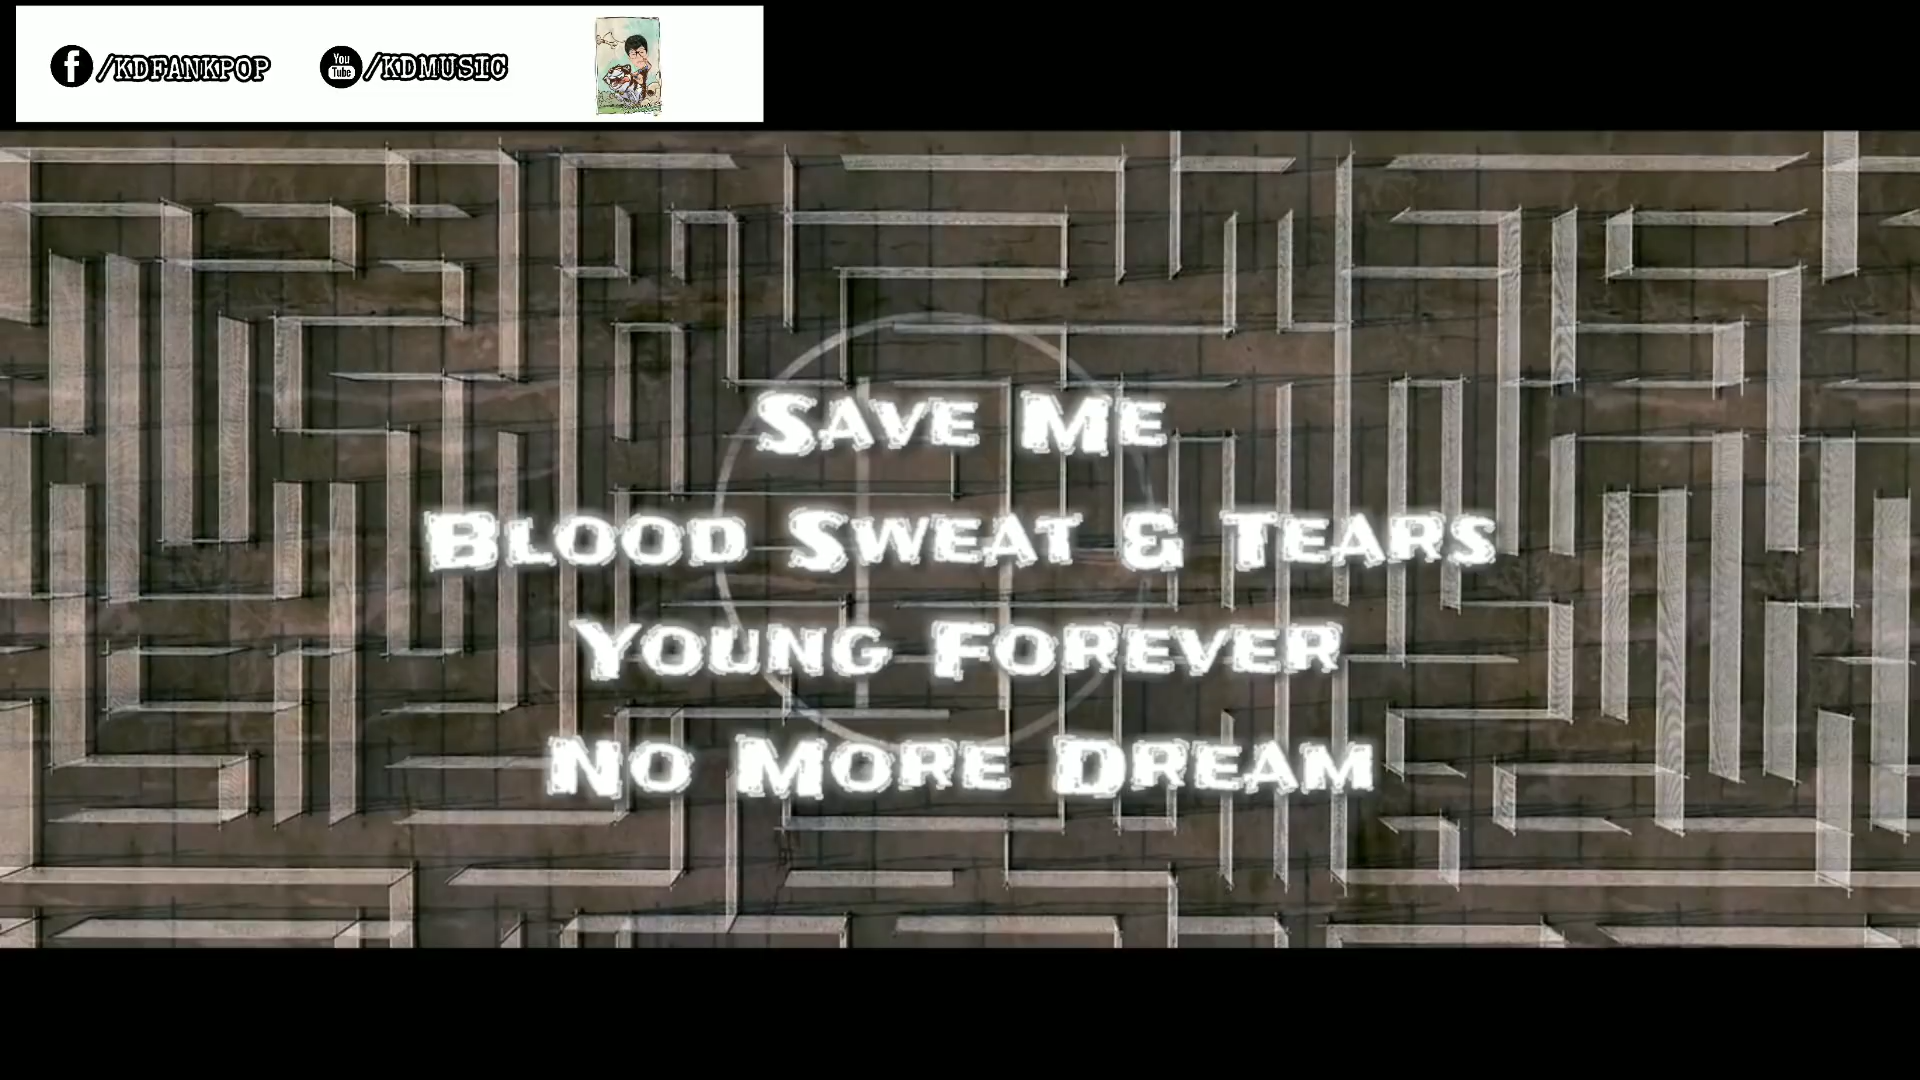 /KDFANKPOP
You Tube /KDMUSIC
Save Me
Blood Sweat & Tears
Young Forever
No More Dream